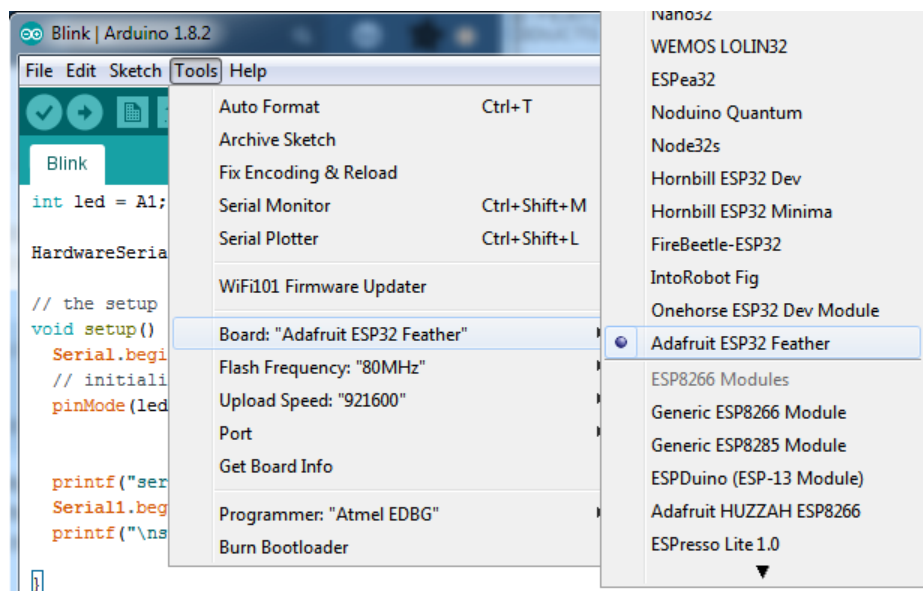 Blink | Arduino 1.8.2
File Edit Sketch Tools Help
Blink
int led = A1;
HardwareSeria
// the setup
void setup()
Serial.begi
// initiali
pinMode(led
printf("ser
Serial1.beg
printf("\ns
}
Auto Format Ctrl+T
Archive Sketch
Fix Encoding & Reload
Serial Monitor Ctrl+Shift+M
Serial Plotter Ctrl+Shift+L
WiFi101 Firmware Updater
Board: "Adafruit ESP32 Feather"
Flash Frequency: "80MHz"
Upload Speed: "921600"
Port
Get Board Info
Programmer: "Atmel EDBG"
Burn Bootloader
Nano32
WEMOS LOLIN32
ESPea32
Noduino Quantum
Node32s
Hornbill ESP32 Dev
Hornbill ESP32 Minima
FireBeetle-ESP32
IntoRobot Fig
Onehorse ESP32 Dev Module
Adafruit ESP32 Feather
ESP8266 Modules
Generic ESP8266 Module
Generic ESP8285 Module
ESPDuino (ESP-13 Module)
Adafruit HUZZAH ESP8266
ESPresso Lite 1.0